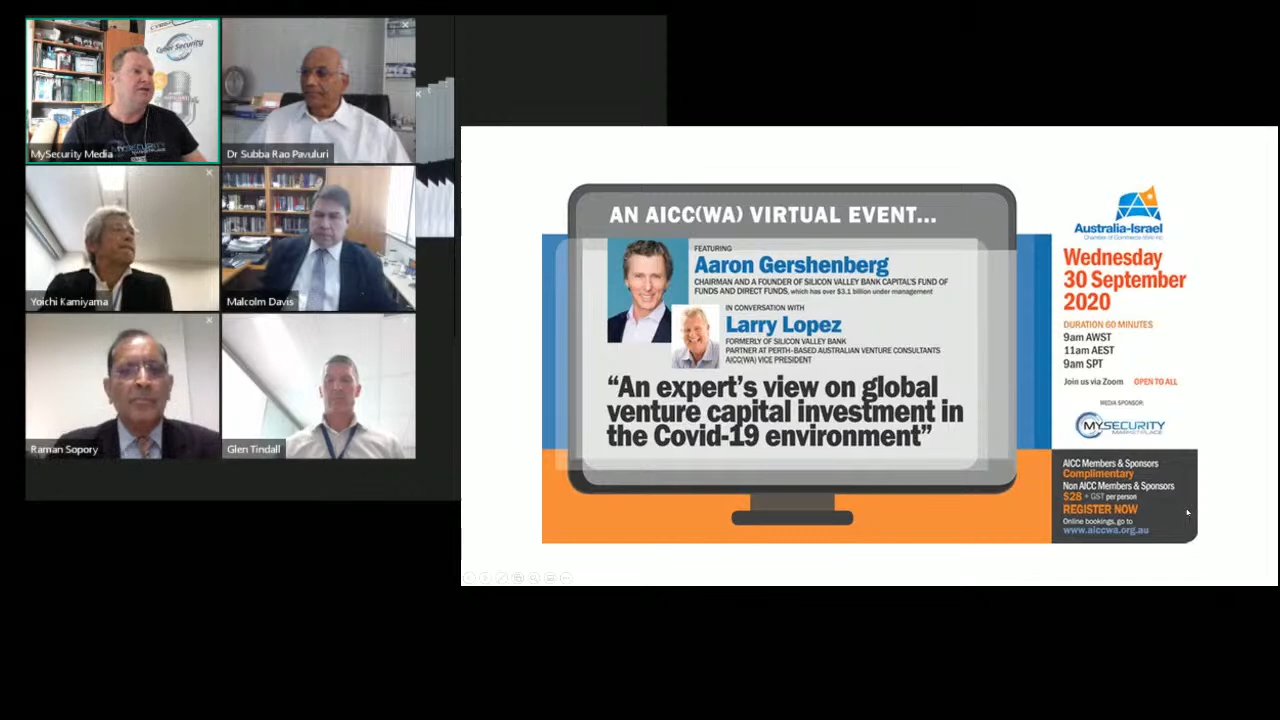 Cyber Security
MySecurity Media
Dr Subba Rao Pavuluri
Yoichi Kamiyama
Malcolm Davis
Raman Sopory
Glen Tindall
AN AICC(WA) VIRTUAL EVENT...
FEATURING
Aaron Gershenberg
CHAIRMAN AND A FOUNDER OF SILICON VALLEY BANK CAPITAL'S FUND OF
FUNDS AND DIRECT FUNDS, which has over $3.1 billion under management
IN CONVERSATION WITH
Larry Lopez
FORMERLY OF SILICON VALLEY BANK
PARTNER AT PERTH-BASED AUSTRALIAN VENTURE CONSULTANTS
AICC(WA) VICE PRESIDENT
“An expert’s view on global
venture capital investment in
the Covid-19 environment”
Australia-Israel
Wednesday
30 September
2020
DURATION 60 MINUTES
9am AWST
11am AEST
9am SPT
Join us via Zoom OPEN TO ALL
MEDIA SPONSOR:
MYSECURITY
MARKETPLACE
AICC Members & Sponsors
Complimentary
Non AICC Members & Sponsors
$28 + GST per person
REGISTER NOW
Online bookings, go to
www.aiccwa.org.au